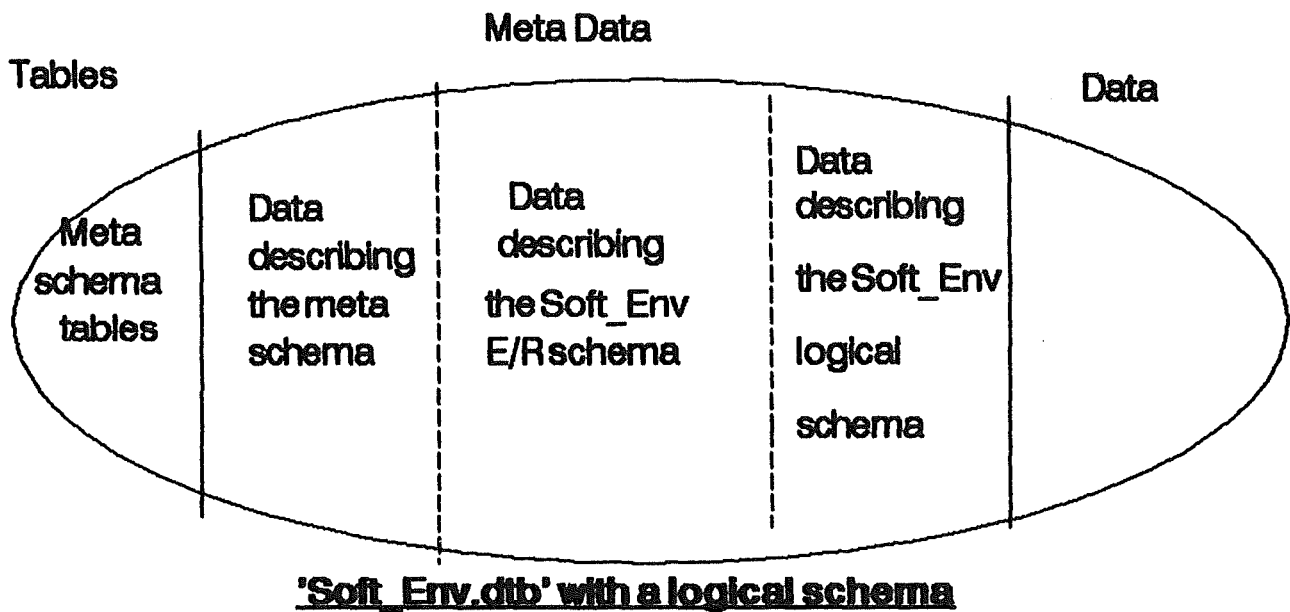 Meta Data
Tables
Data
Meta
schema
tables
Data
describing
the meta
schema
Data
describing
the Soft_Env
E/R schema
Data
describing
the Soft_Env
logical
schema
'Soft_Env.dtb' with a logical schema